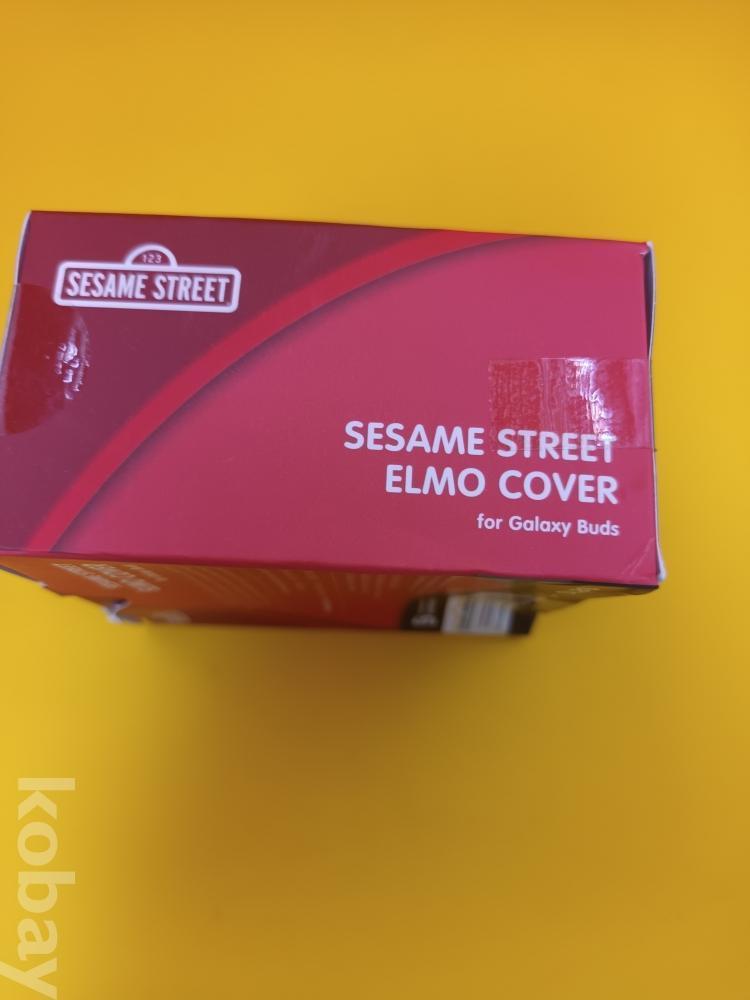 123
SESAME STREET
SESAME STREET
ELMO COVER
for Galaxy Buds
kobay